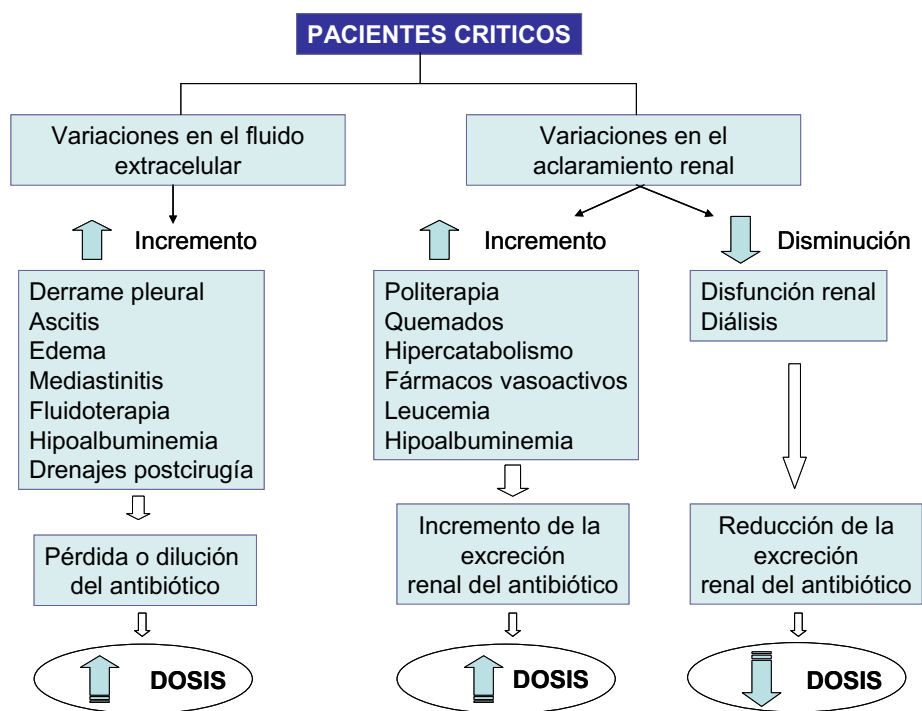 PACIENTES CRITICOS
Variaciones en el fluido
extracelular
Variaciones en el
aclaramiento renal
Incremento
Incremento
Disminución
Derrame pleural
Ascitis
Edema
Mediastinitis
Fluidoterapia
Hipoalbuminemia
Drenajes postcirugía
Politerapia
Quemados
Hipercatabolismo
Fármacos vasoactivos
Leucemia
Hipoalbuminemia
Disfunción renal
Diálisis
Pérdida o dilución
del antibiótico
Incremento de la
excreción
renal del antibiótico
Reducción de la
excreción
renal del antibiótico
DOSIS
DOSIS
DOSIS